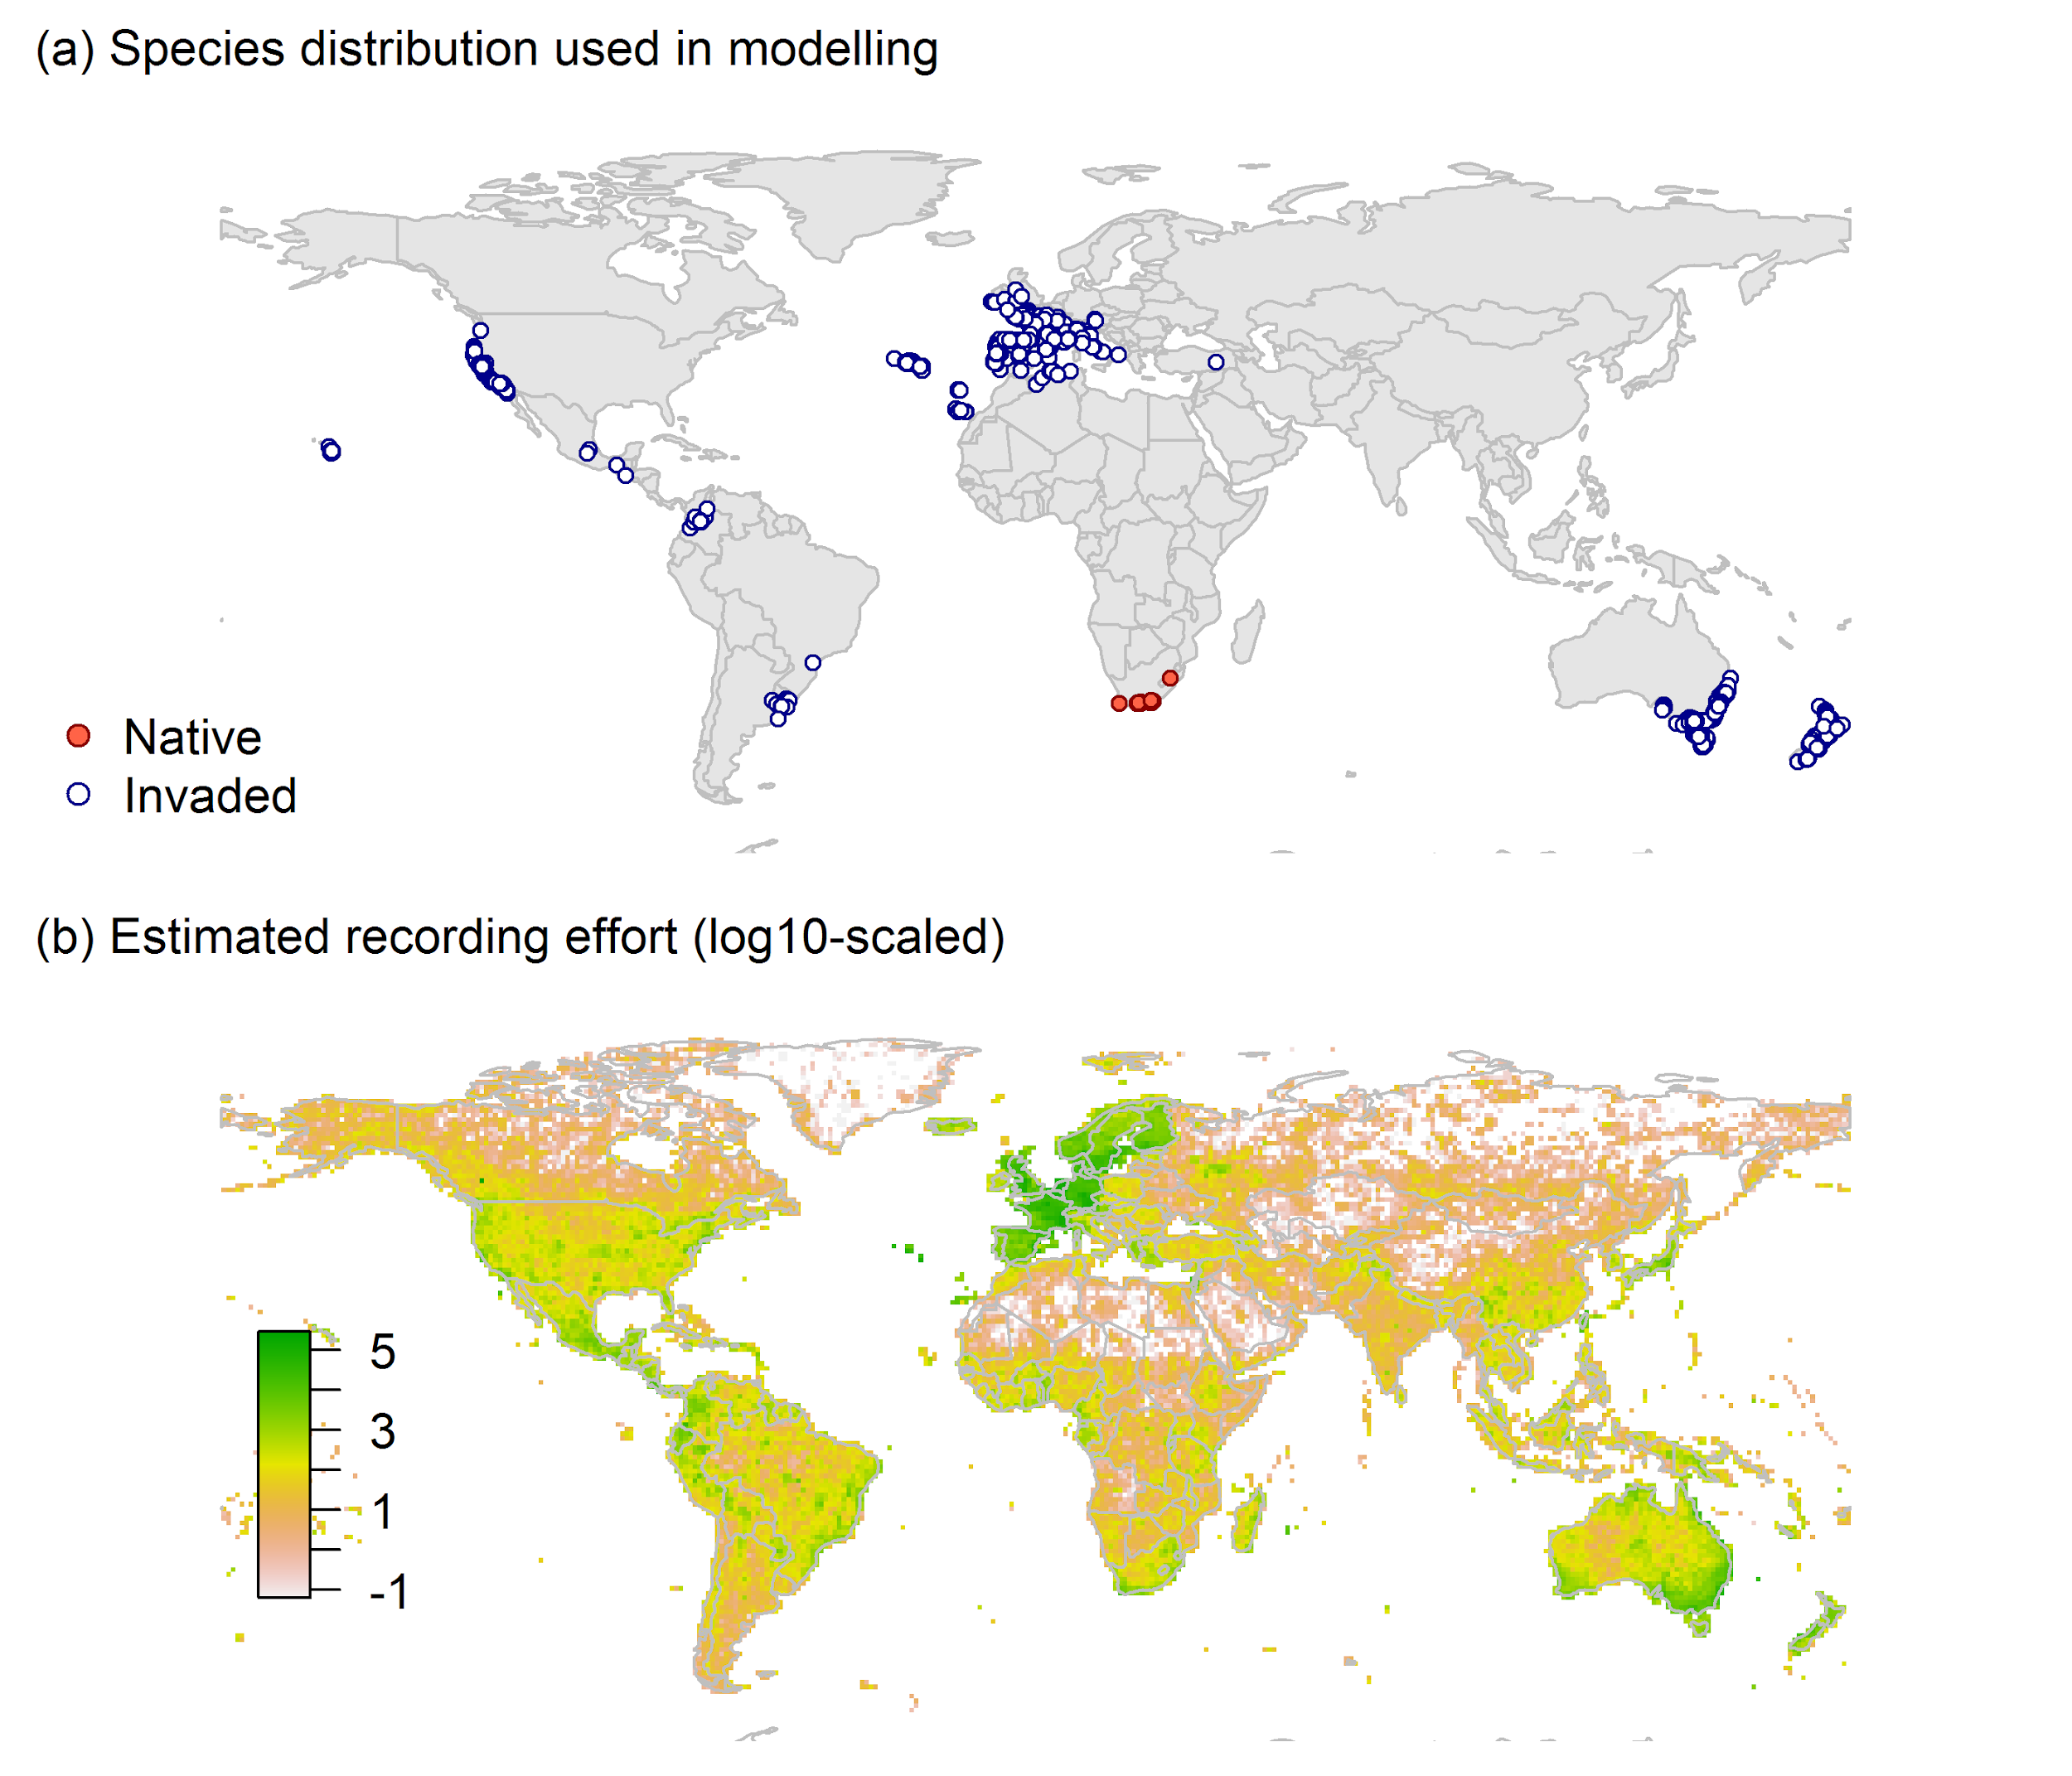 (a) Species distribution used in modelling
Native
Invaded
(b) Estimated recording effort (log10-scaled)
5
3
1
-1